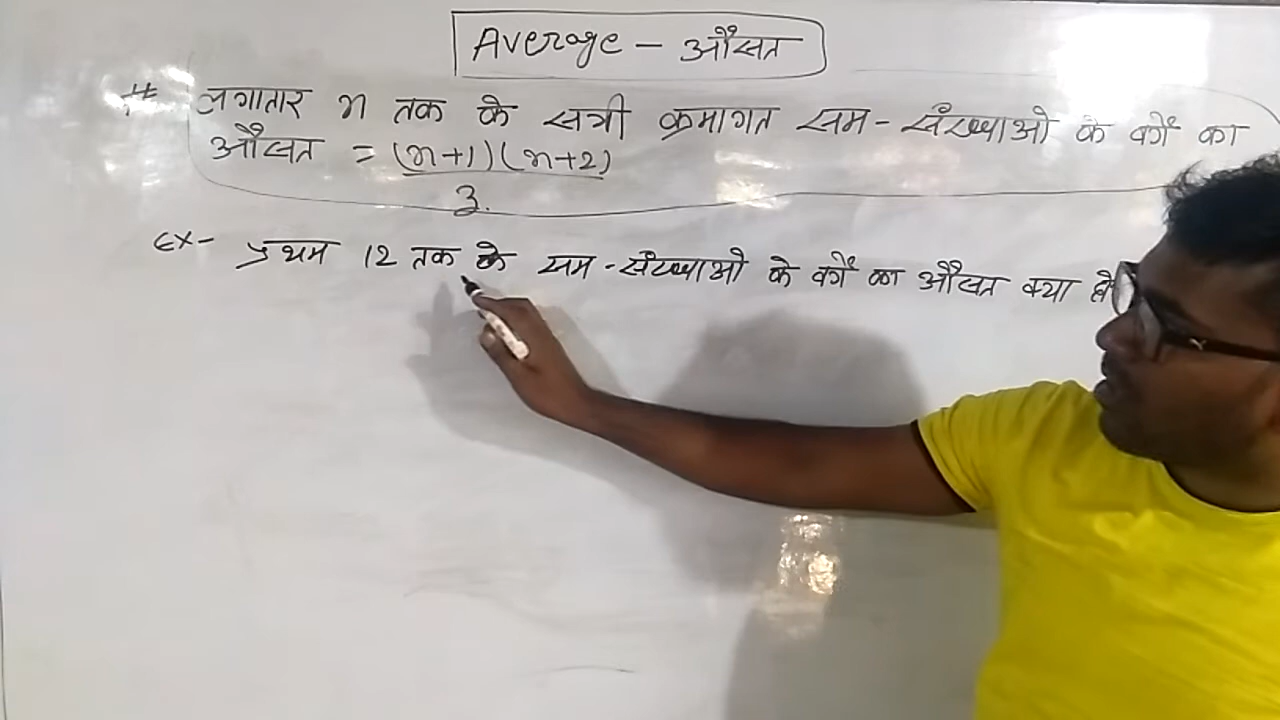 Average - औसत
# लगातार n तक के सभी क्रमागत सम-संख्याओ के वर्गों का
औसत = (n+1)(n+2)
3.
Ex- प्रथम 12 तक के सम-संख्याओ के वर्गों का औसत क्या